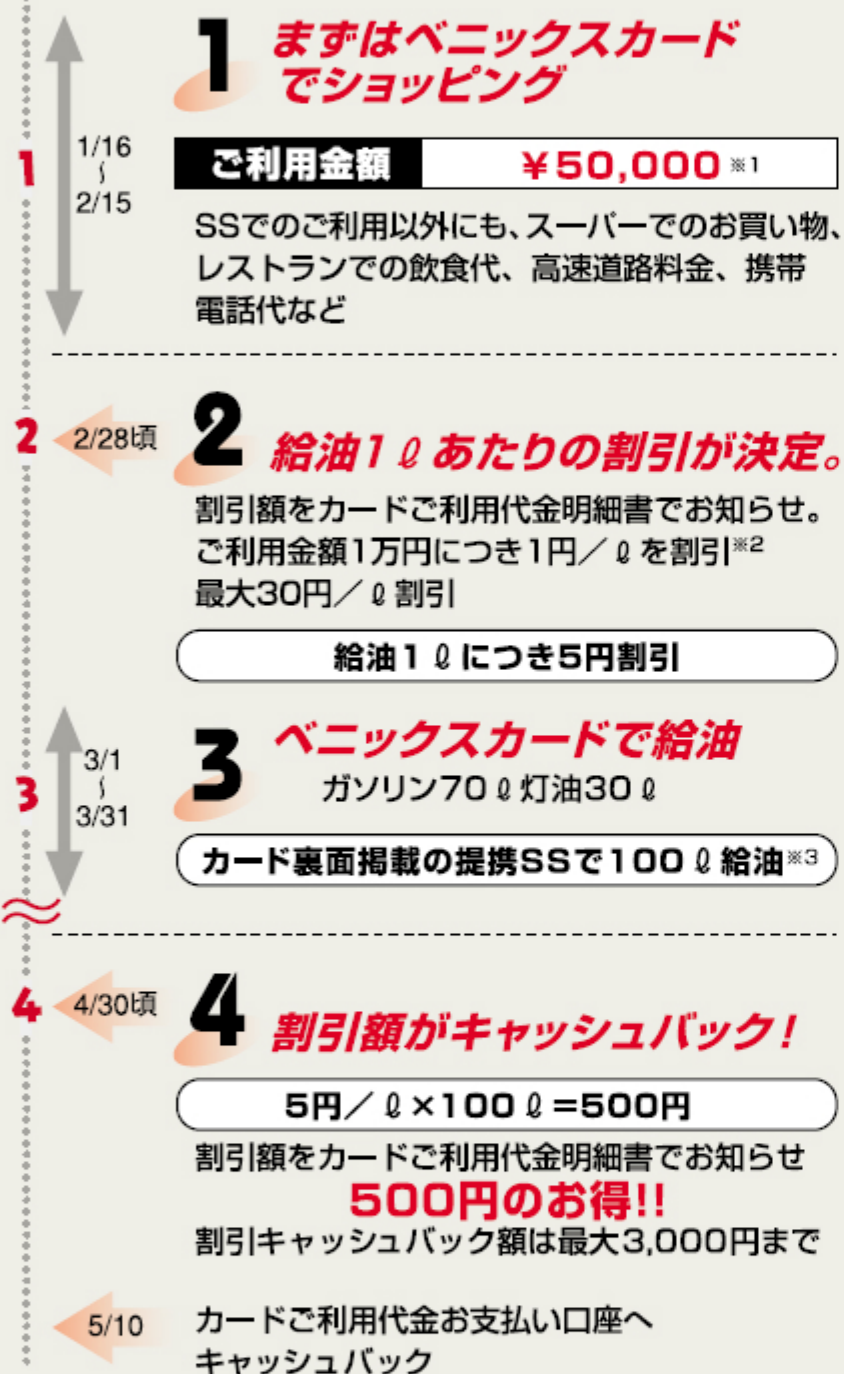 1
まずはベニックスカード
でショッピング
1
1/16
〜
2/15
ご利用金額 ¥50,000 ※1
SSでのご利用以外にも、スーパーでのお買い物、
レストランでの飲食代、高速道路料金、携帯
電話代など
2
2/28頃
2
給油1ℓあたりの割引が決定。
割引額をカードご利用代金明細書でお知らせ。
ご利用金額1万円につき1円／ℓを割引※2
最大30円／ℓ割引
給油1ℓにつき5円割引
3
3/1
〜
3/31
3
ベニックスカードで給油
ガソリン70ℓ灯油30ℓ
カード裏面掲載の提携SSで100ℓ給油※3
4
4/30頃
4
割引額がキャッシュバック!
5円／ℓ×100ℓ=500円
割引額をカードご利用代金明細書でお知らせ
500円のお得!!
割引キャッシュバック額は最大3,000円まで
5/10
カードご利用代金お支払い口座へ
キャッシュバック